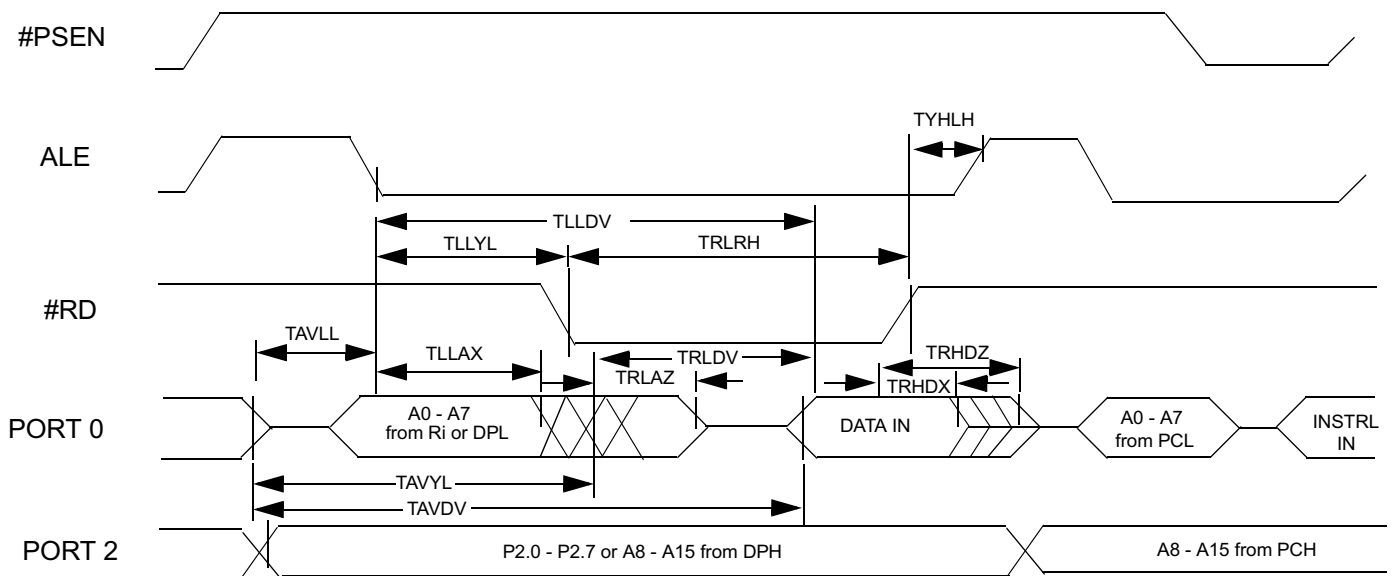 #PSEN
TYHLH
ALE
TLLDV
TLLYL
TRLRH
#RD
TAVLL
TLLAX
TRLDV
TRHDZ
TRLAZ
TRHDX
PORT 0
A0 - A7
from Ri or DPL
DATA IN
A0 - A7
from PCL
INSTRL
IN
TAVYL
TAVDV
PORT 2
P2.0 - P2.7 or A8 - A15 from DPH
A8 - A15 from PCH